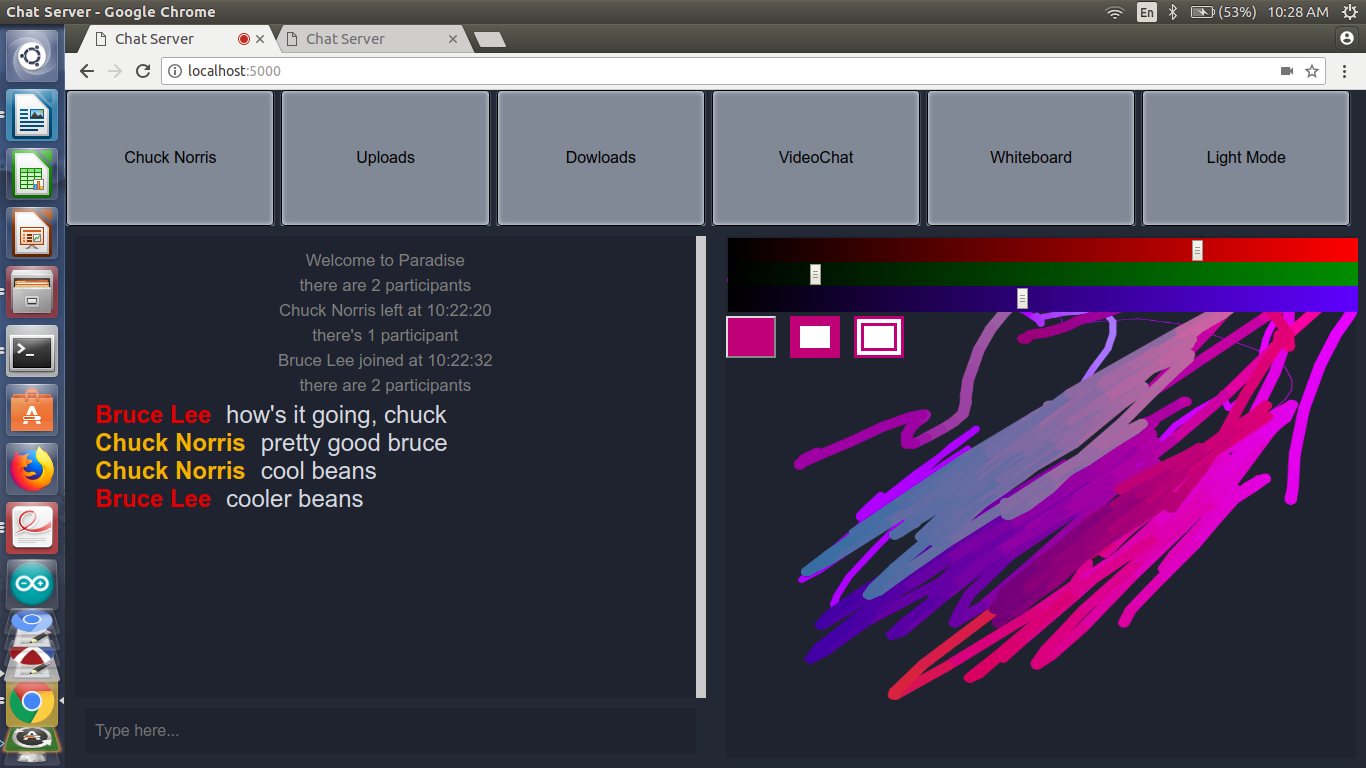 Chat Server - Google Chrome
En
(53%)
10:28 AM
Chat Server
Chat Server
localhost:5000
Chuck Norris
Uploads
Dowloads
VideoChat
Whiteboard
Light Mode
Welcome to Paradise
there are 2 participants
Chuck Norris left at 10:22:20
there's 1 participant
Bruce Lee joined at 10:22:32
there are 2 participants
Bruce Lee how's it going, chuck
Chuck Norris pretty good bruce
Chuck Norris cool beans
Bruce Lee cooler beans
Type here...